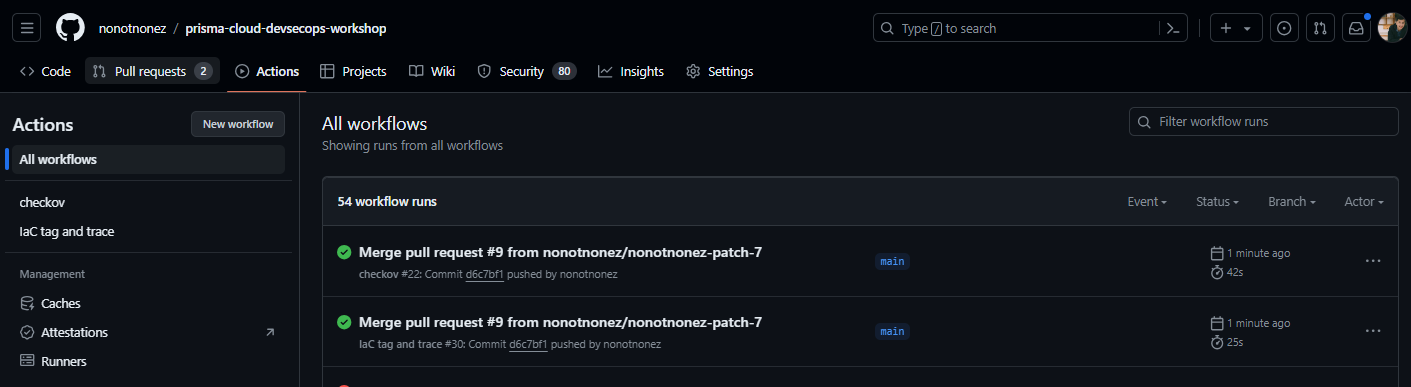 nonotnonez / prisma-cloud-devsecops-workshop
Type / to search
Code
Pull requests 2
Actions
Projects
Wiki
Security 80
Insights
Settings
Actions
New workflow
All workflows
checkov
IaC tag and trace
Management
Caches
Attestations
Runners
All workflows
Showing runs from all workflows
Filter workflow runs
54 workflow runs
Event
Status
Branch
Actor
Merge pull request #9 from nonotnonez/nonotnonez-patch-7
checkov #22: Commit d6c7bf1 pushed by nonotnonez
main
1 minute ago
42s
Merge pull request #9 from nonotnonez/nonotnonez-patch-7
IaC tag and trace #30: Commit d6c7bf1 pushed by nonotnonez
main
1 minute ago
25s